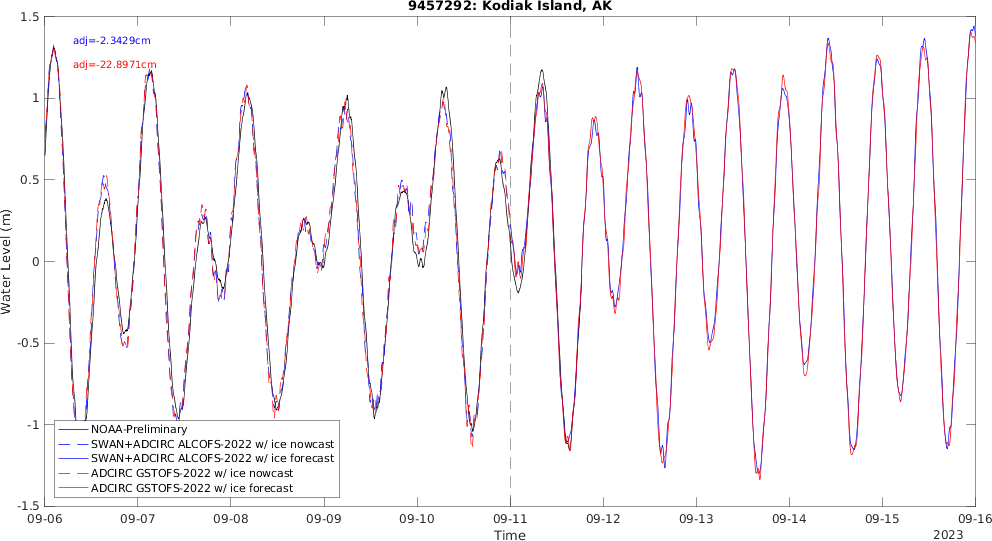 9457292: Kodiak Island, AK
adj=-2.3429cm
adj=-22.8971cm
Water Level (m)
1.5
1
0.5
0
-0.5
-1
-1.5
NOAA-Preliminary
SWAN+ADCIRC ALCOFS-2022 w/ ice nowcast
SWAN+ADCIRC ALCOFS-2022 w/ ice forecast
ADCIRC GSTOFS-2022 w/ ice nowcast
ADCIRC GSTOFS-2022 w/ ice forecast
09-06 09-07 09-08 09-09 09-10 09-11 09-12 09-13 09-14 09-15 09-16
Time
2023